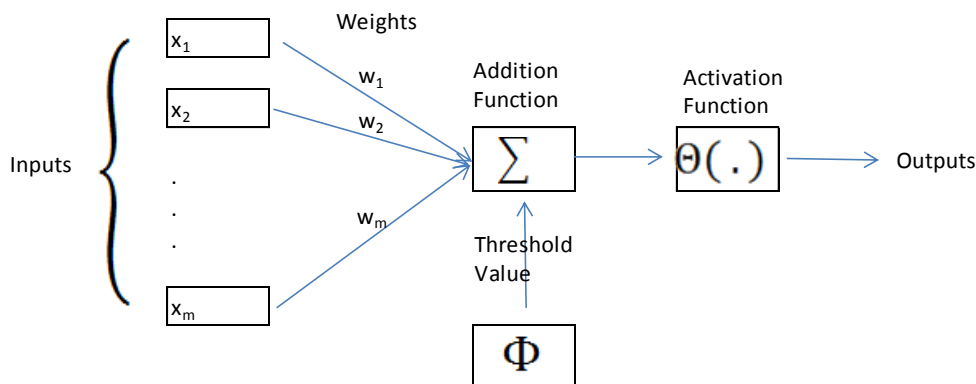 Weights
x₁
w₁
Addition
Function
Activation
Function
x₂
w₂
∑
Θ(.)
Outputs
Inputs
.
.
.
wₘ
Threshold
Value
xₘ
Φ